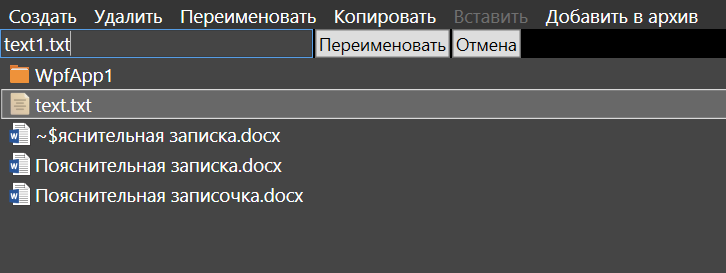 Создать Удалить Переименовать Копировать Вставить Добавить в архив
text1.txt Переименовать Отмена
WpfApp1
text.txt
~$яснительная записка.docx
Пояснительная записка.docx
Пояснительная записочка.docx